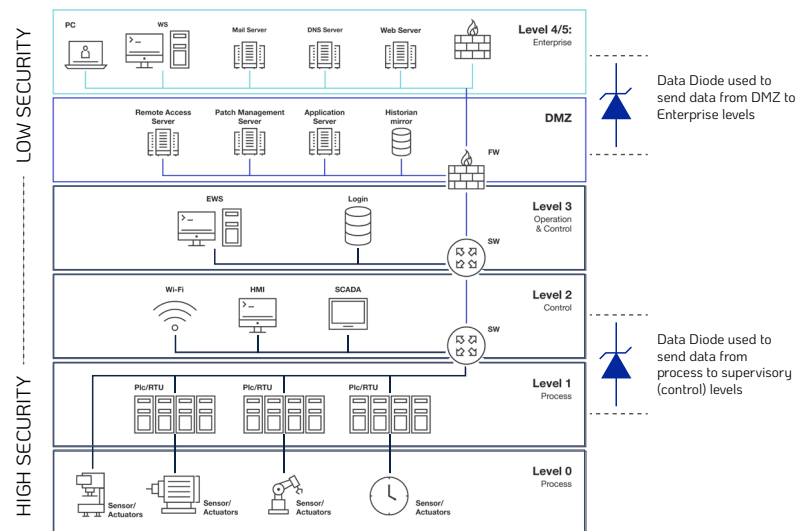 LOW SECURITY
HIGH SECURITY
PC
WS
Mail Server
DNS Server
Web Server
Level 4/5:
Enterprise
Remote Access
Server
Patch Management
Server
Application
Server
Historian
mirror
DMZ
FW
EWS
Login
Level 3
Operation
& Control
SW
Wi-Fi
HMI
SCADA
Level 2
Control
SW
Plc/RTU
Plc/RTU
Plc/RTU
Level 1
Process
Level 0
Process
Sensor/
Actuators
Sensor/
Actuators
Sensor/
Actuators
Sensor/
Actuators
Data Diode used to
send data from DMZ to
Enterprise levels
Data Diode used to
send data from
process to supervisory
(control) levels